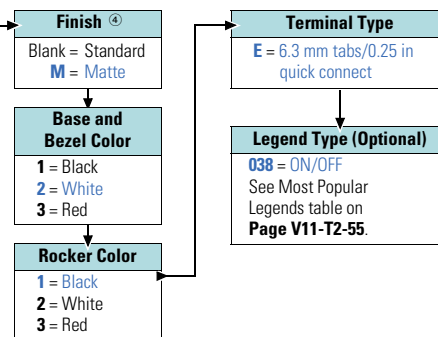 Finish ④
Blank = Standard
M = Matte
Base and
Bezel Color
1 = Black
2 = White
3 = Red
Rocker Color
1 = Black
2 = White
3 = Red
Terminal Type
E = 6.3 mm tabs/0.25 in
quick connect
Legend Type (Optional)
038 = ON/OFF
See Most Popular
Legends table on
Page V11-T2-55.